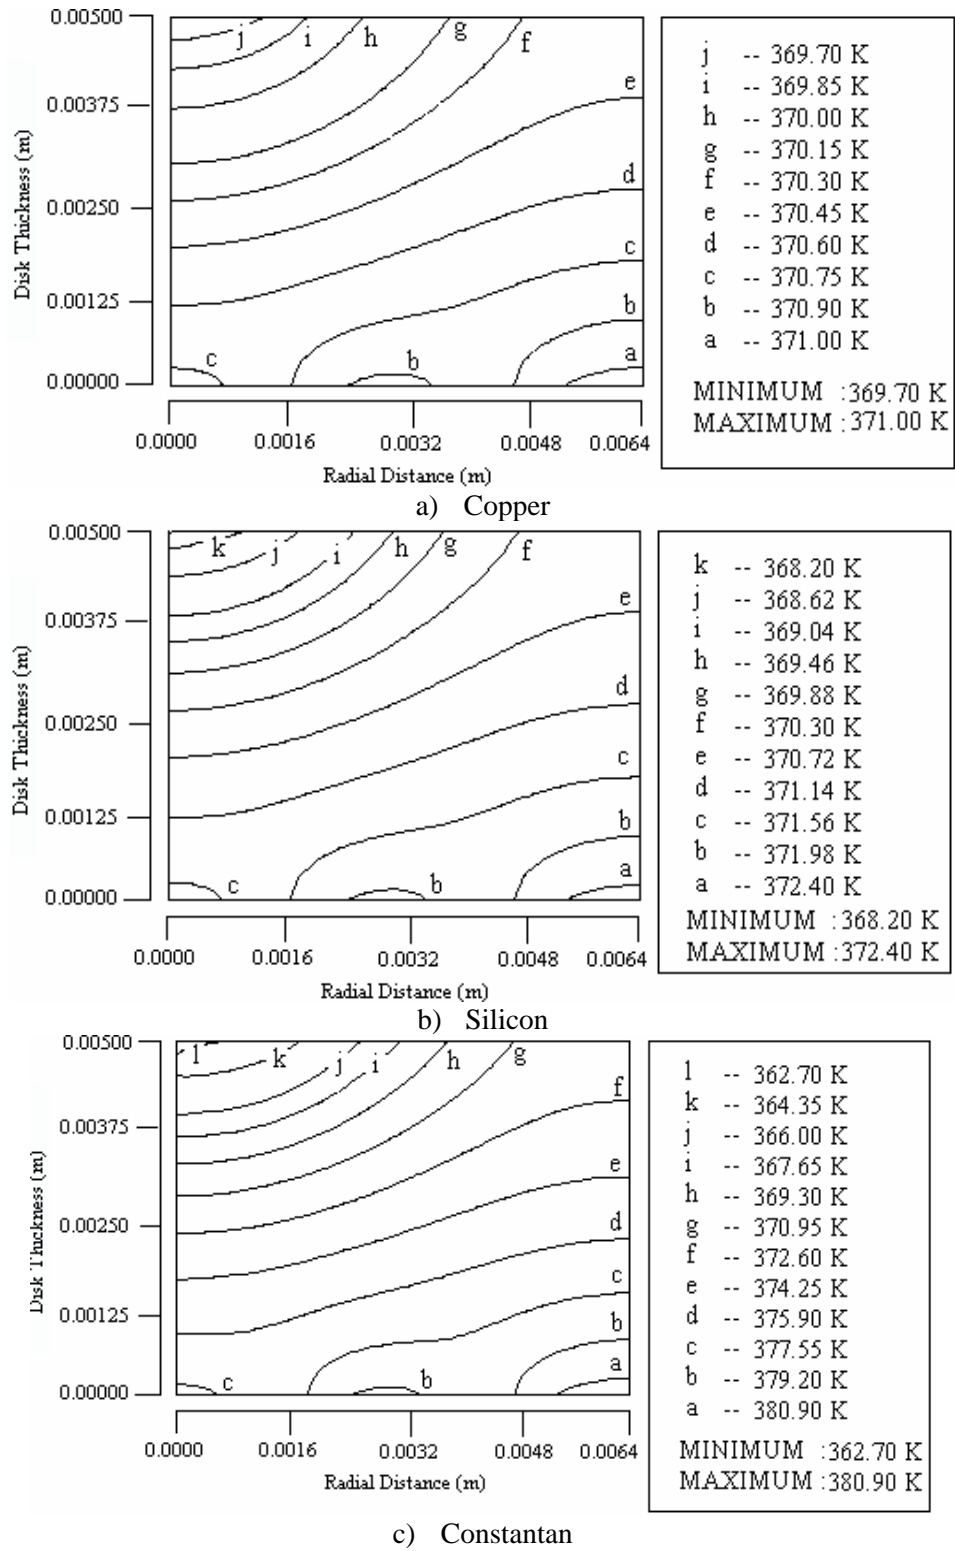 0.00500
0.00375
0.00250
0.00125
0.00000
Disk Thickness (m)
j i h g f
e
d
c
b
a
c
b
0.0000 0.0016 0.0032 0.0048 0.0064
Radial Distance (m)
j -- 369.70 K
i -- 369.85 K
h -- 370.00 K
g -- 370.15 K
f -- 370.30 K
e -- 370.45 K
d -- 370.60 K
c -- 370.75 K
b -- 370.90 K
a -- 371.00 K
MINIMUM :369.70 K
MAXIMUM :371.00 K
a) Copper
0.00500
0.00375
0.00250
0.00125
0.00000
Disk Thickness (m)
k j i h g f
e
d
c
b
a
c
b
0.0000 0.0016 0.0032 0.0048 0.0064
Radial Distance (m)
k -- 368.20 K
j -- 368.62 K
i -- 369.04 K
h -- 369.46 K
g -- 369.88 K
f -- 370.30 K
e -- 370.72 K
d -- 371.14 K
c -- 371.56 K
b -- 371.98 K
a -- 372.40 K
MINIMUM :368.20 K
MAXIMUM :372.40 K
b) Silicon
0.00500
0.00375
0.00250
0.00125
0.00000
Disk Thickness (m)
l k j i h g
f
e
d
c
b
a
c
b
0.0000 0.0016 0.0032 0.0048 0.0064
Radial Distance (m)
l -- 362.70 K
k -- 364.35 K
j -- 366.00 K
i -- 367.65 K
h -- 369.30 K
g -- 370.95 K
f -- 372.60 K
e -- 374.25 K
d -- 375.90 K
c -- 377.55 K
b -- 379.20 K
a -- 380.90 K
MINIMUM :362.70 K
MAXIMUM :380.90 K
c) Constantan